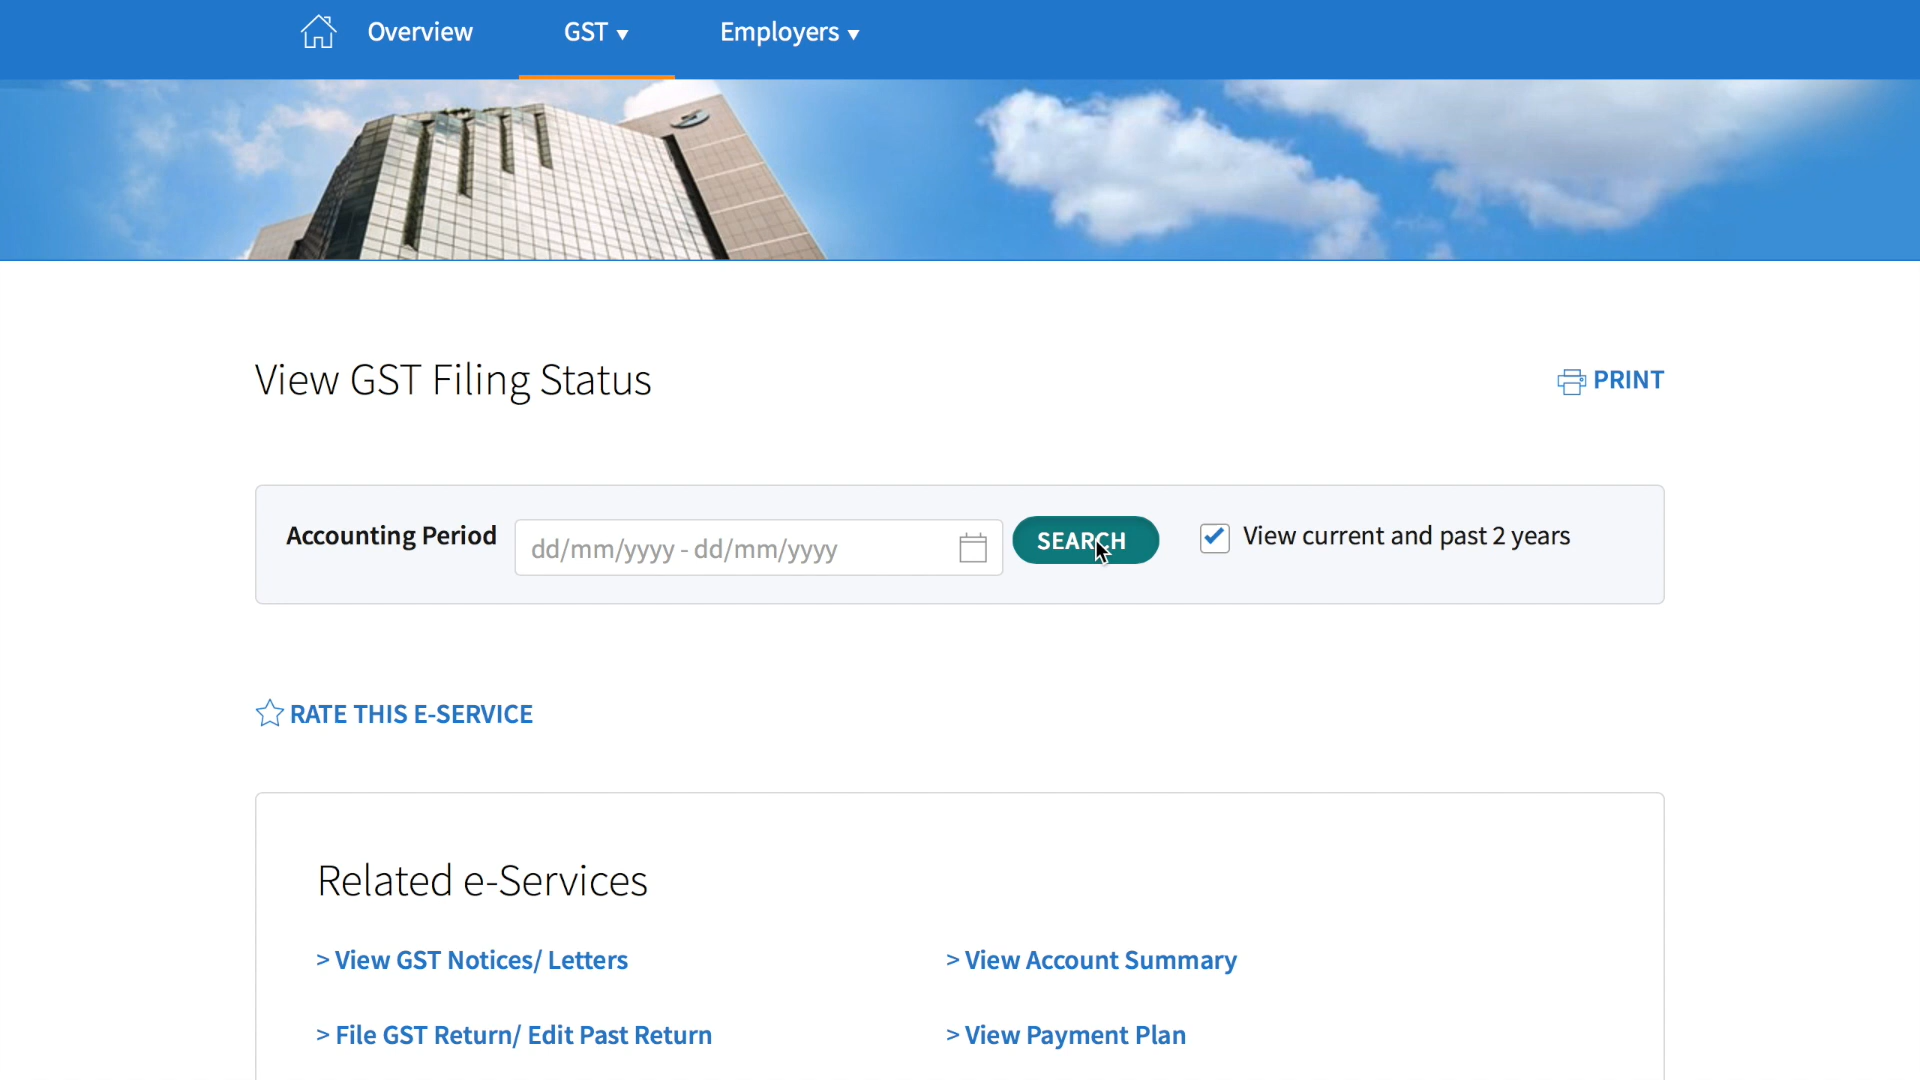 Overview GST ▼ Employers ▼
View GST Filing Status
PRINT
Accounting Period dd/mm/yyyy - dd/mm/yyyy SEARCH View current and past 2 years
RATE THIS E-SERVICE
Related e-Services
> View GST Notices/ Letters > View Account Summary
> File GST Return/ Edit Past Return > View Payment Plan